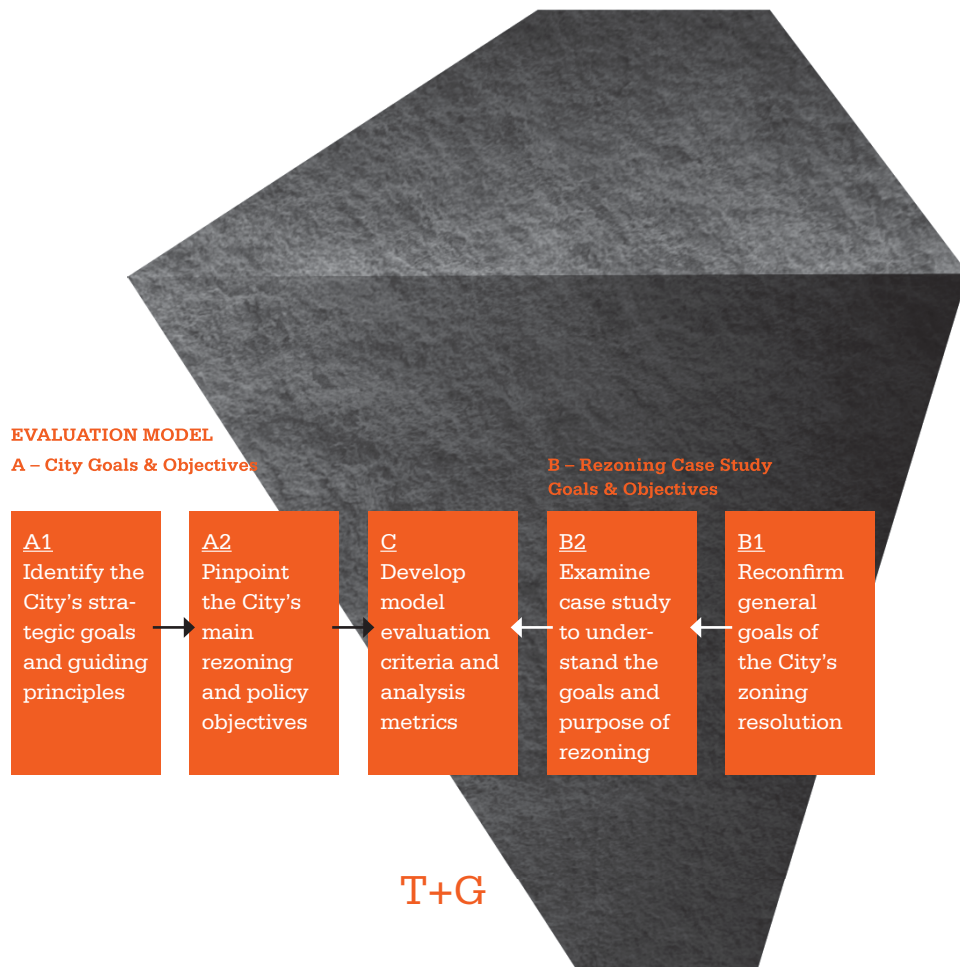 EVALUATION MODEL
A – City Goals & Objectives
B – Rezoning Case Study
Goals & Objectives
A1
Identify the
City’s stra-
tegic goals
and guiding
principles
A2
Pinpoint
the City’s
main
rezoning
and policy
objectives
C
Develop
model
evaluation
criteria and
analysis
metrics
B2
Examine
case study
to under-
stand the
goals and
purpose of
rezoning
B1
Reconfirm
general
goals of
the City’s
zoning
resolution
T+G